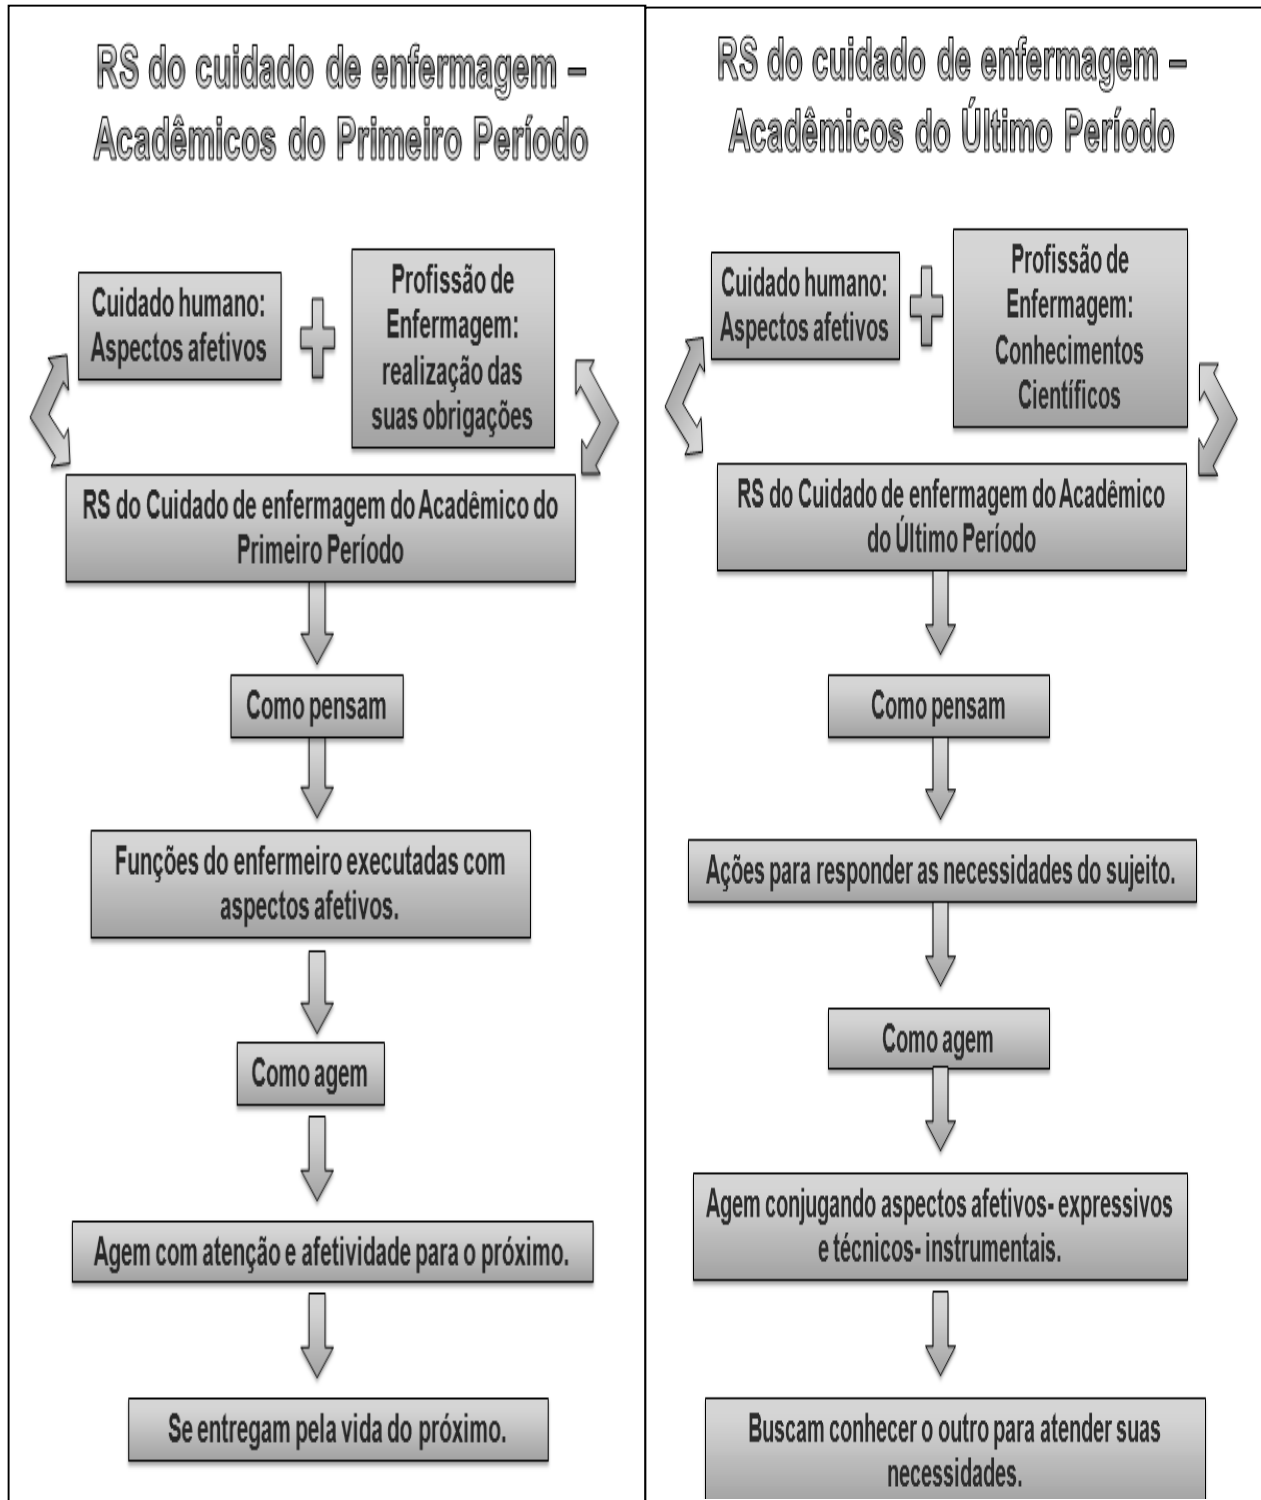 RS do cuidado de enfermagem –
Acadêmicos do Primeiro Período
Cuidado humano:
Aspectos afetivos
Profissão de
Enfermagem:
realização das
suas obrigações
RS do Cuidado de enfermagem do Acadêmico do
Primeiro Período
Como pensam
Funções do enfermeiro executadas com
aspectos afetivos.
Como agem
Agem com atenção e afetividade para o próximo.
Se entregam pela vida do próximo.
RS do cuidado de enfermagem –
Acadêmicos do Último Período
Cuidado humano:
Aspectos afetivos
Profissão de
Enfermagem:
Conhecimentos
Científicos
RS do Cuidado de enfermagem do Acadêmico
do Último Período
Como pensam
Ações para responder as necessidades do sujeito.
Como agem
Agem conjugando aspectos afetivos- expressivos
e técnicos- instrumentais.
Buscam conhecer o outro para atender suas
necessidades.